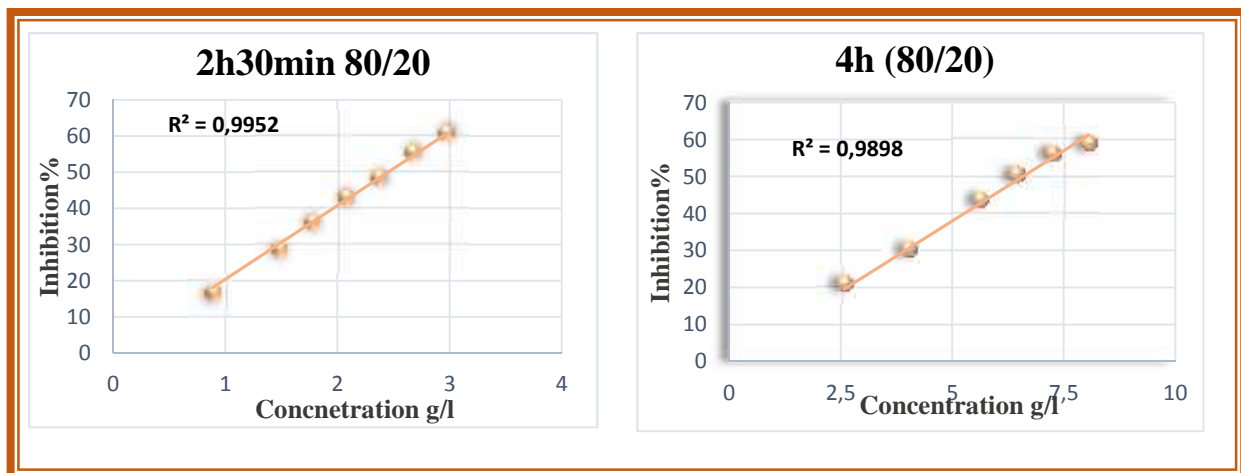 2h30min 80/20
R² = 0,9952
70
60
50
40
30
20
10
0
Inhibition%
0 1 2 3 4
Concnetration g/l
4h (80/20)
R² = 0,9898
70
60
50
40
30
20
10
0
Inhibition%
0 2,5 5 7,5 10
Concentration g/l